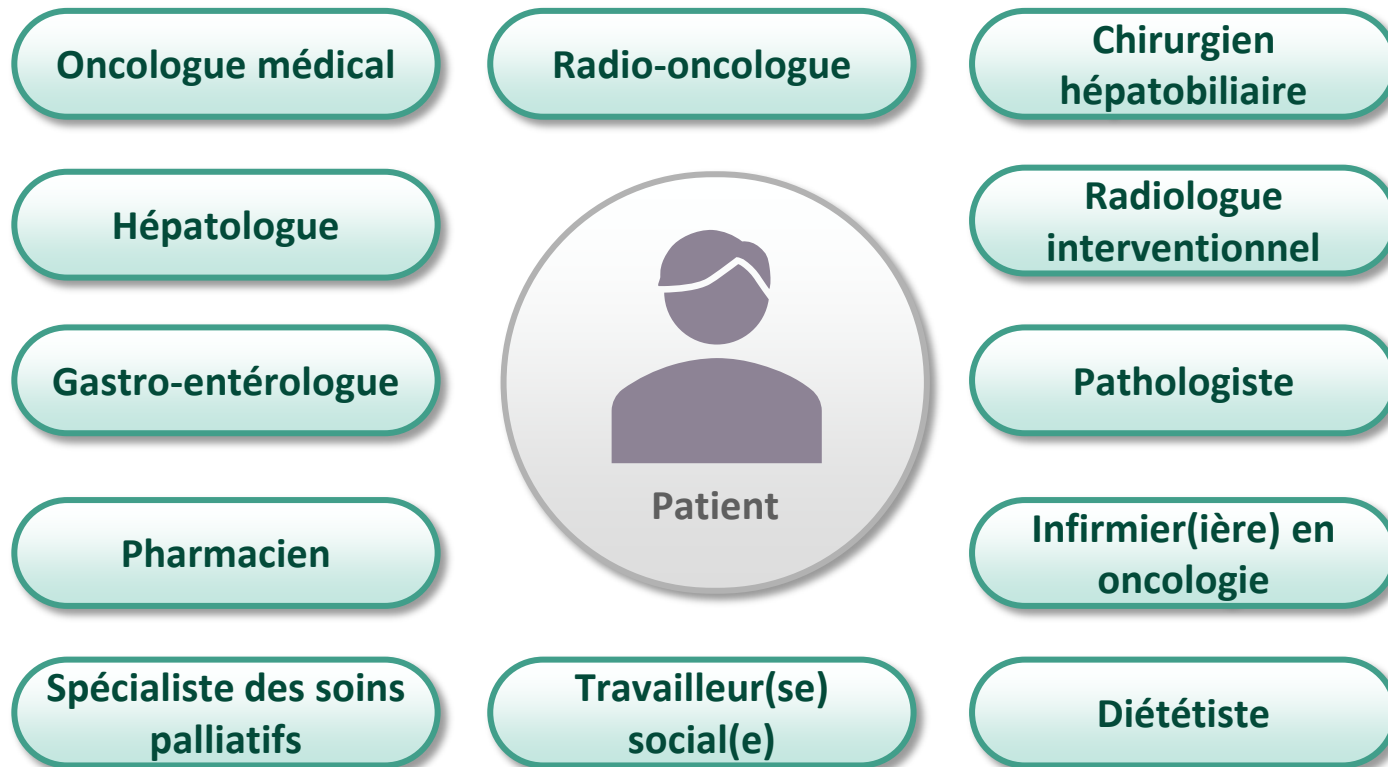 Oncologue médical
Radio-oncologue
Chirurgien
hépatobiliaire
Hépatologue
Radiologue
interventionnel
Gastro-entérologue
Pathologiste
Patient
Pharmacien
Infirmier(ière) en
oncologie
Spécialiste des soins
palliatifs
Travailleur(se)
social(e)
Diététiste